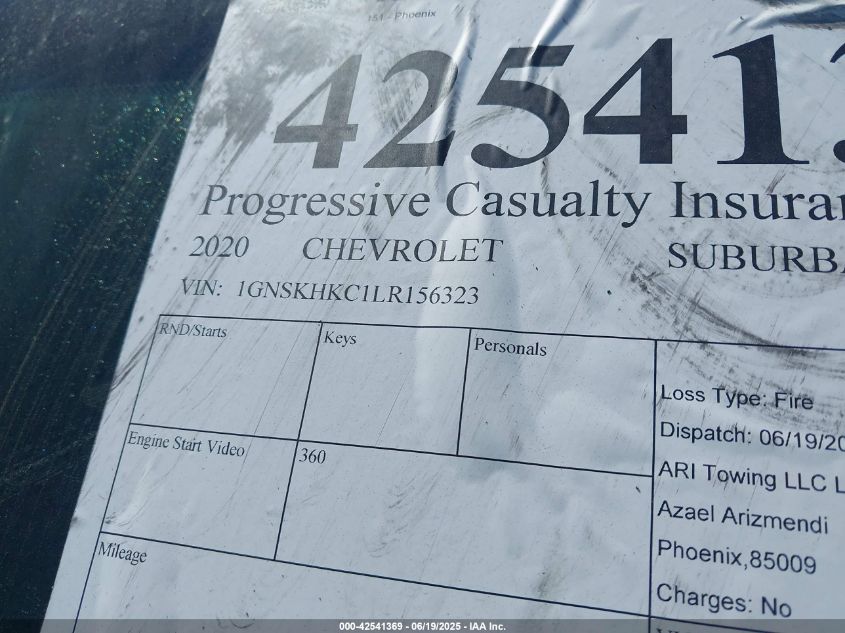 151 - Phoenix
425413
Progressive Casualty Insura
2020 CHEVROLET SUBURBA
VIN: 1GNSKHKC1LR156323
RND/Starts
Keys
Personals
Loss Type: Fire
Dispatch: 06/19/20
Engine Start Video
360
ARI Towing LLC L
Azael Arizmendi
Phoenix,85009
Mileage
Charges: No
000-42541369 - 06/19/2025 - IAA Inc.